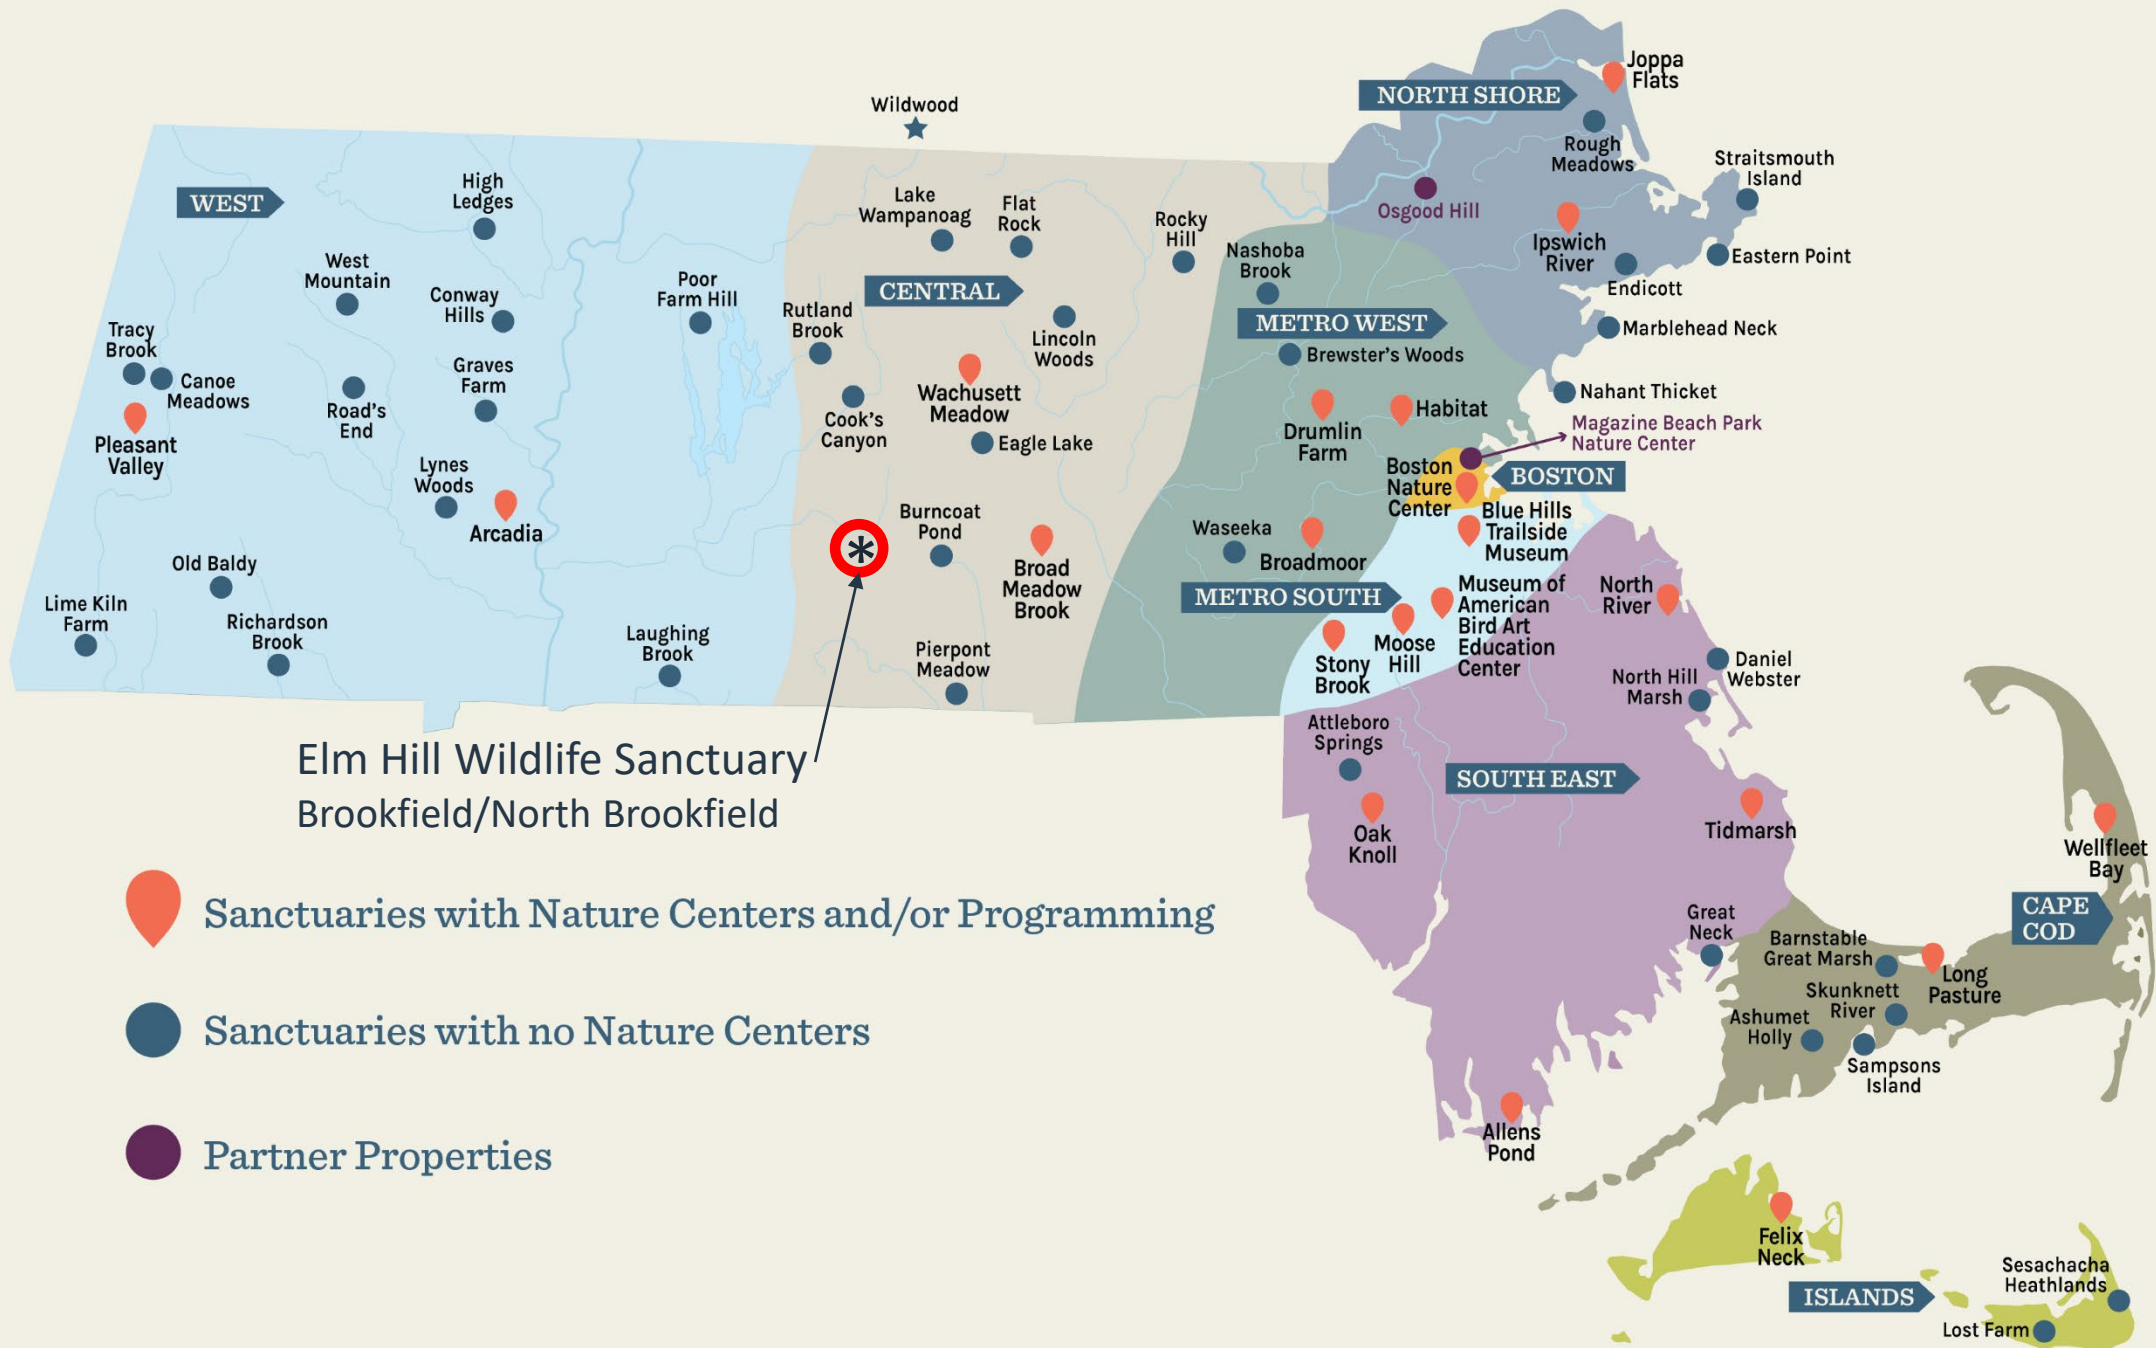 Wildwood
NORTH SHORE
Joppa
Flats
Rough
Meadows
Straitsmouth
Island
Osgood Hill
Ipswich
River
Eastern Point
Endicott
Marblehead Neck
Nahant Thicket
Magazine Beach Park
Nature Center
WEST
High
Ledges
West
Mountain
Conway
Hills
Poor
Farm Hill
Tracy
Brook
Canoe
Meadows
Graves
Farm
Road's
End
Pleasant
Valley
Lynes
Woods
Arcadia
Old Baldy
Lime Kiln
Farm
Richardson
Brook
Laughing
Brook
Lake
Wampanoag
Flat
Rock
Rocky
Hill
CENTRAL
Rutland
Brook
Lincoln
Woods
Wachusett
Meadow
Cook's
Canyon
Eagle Lake
Burncoat
Pond
*
Broad
Meadow
Brook
Pierpont
Meadow
Nashoba
Brook
METRO WEST
Brewster's Woods
Drumlin
Farm
Habitat
Waseeka
Broadmoor
Boston
Nature
Center
BOSTON
Blue Hills
Trailside
Museum
METRO SOUTH
Museum of
American
Bird Art
Education
Center
Moose
Hill
Stony
Brook
North
River
Daniel
Webster
North Hill
Marsh
Attleboro
Springs
SOUTH EAST
Oak
Knoll
Tidmarsh
Great
Neck
Allens
Pond
Wellfleet
Bay
CAPE
COD
Barnstable
Great Marsh
Long
Pasture
Skunknett
River
Ashumet
Holly
Sampsons
Island
Felix
Neck
ISLANDS
Sesachacha
Heathlands
Lost Farm
Elm Hill Wildlife Sanctuary
Brookfield/North Brookfield
Sanctuaries with Nature Centers and/or Programming
Sanctuaries with no Nature Centers
Partner Properties